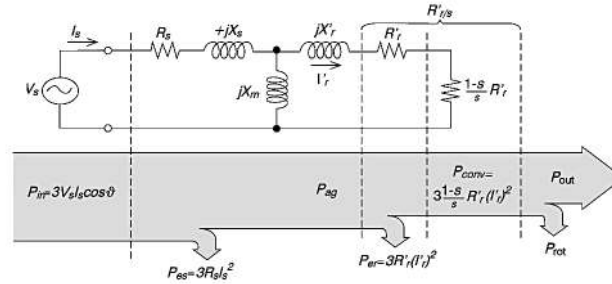 R'r/s
Is
Rs
+jXs
jX'r
R'r
I'r
Vs
jXm
1-s/s R'r
Pin=3VsIscosϑ
Pag
Pconv=
3 1-s/s R'r(I'r)²
Pout
Pes=3RsIs²
Per=3R'r(I'r)²
Prot